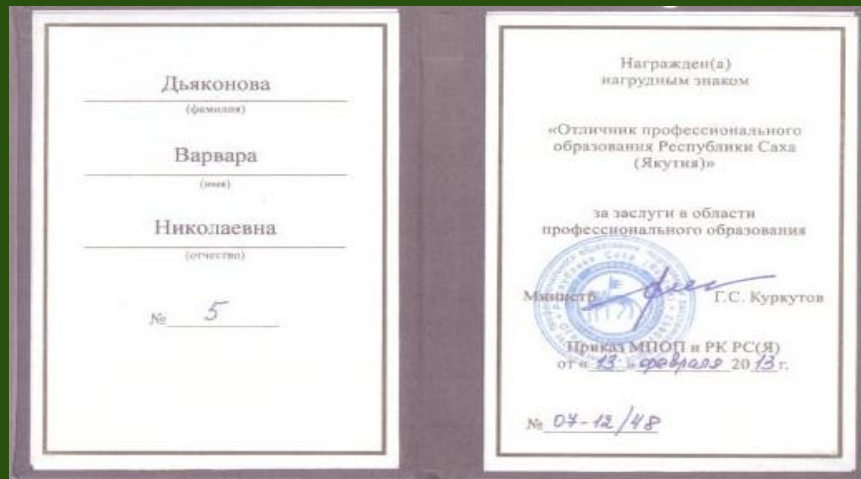 Дьяконова
(фамилия)
Варвара
(имя)
Николаевна
(отчество)
№ 5
Награжден(а)
нагрудным знаком
«Отличник профессионального
образования Республики Саха
(Якутия)»
за заслуги в области
профессионального образования
Министр Г.С. Куркутов
Приказ МПОП и РК РС(Я)
от « 13 » февраля 2013 г.
№ 07-12/48